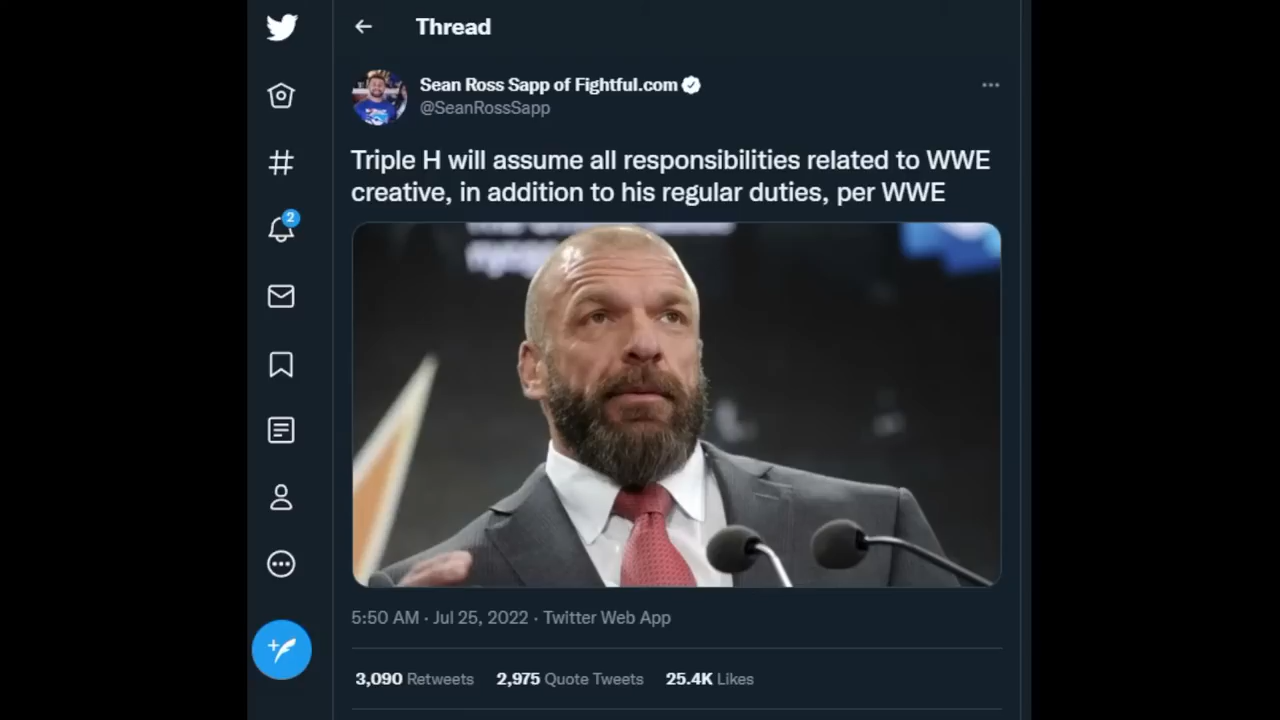 Thread
Sean Ross Sapp of Fightful.com
@SeanRossSapp
Triple H will assume all responsibilities related to WWE
creative, in addition to his regular duties, per WWE
2
5:50 AM · Jul 25, 2022 · Twitter Web App
3,090 Retweets 2,975 Quote Tweets 25.4K Likes